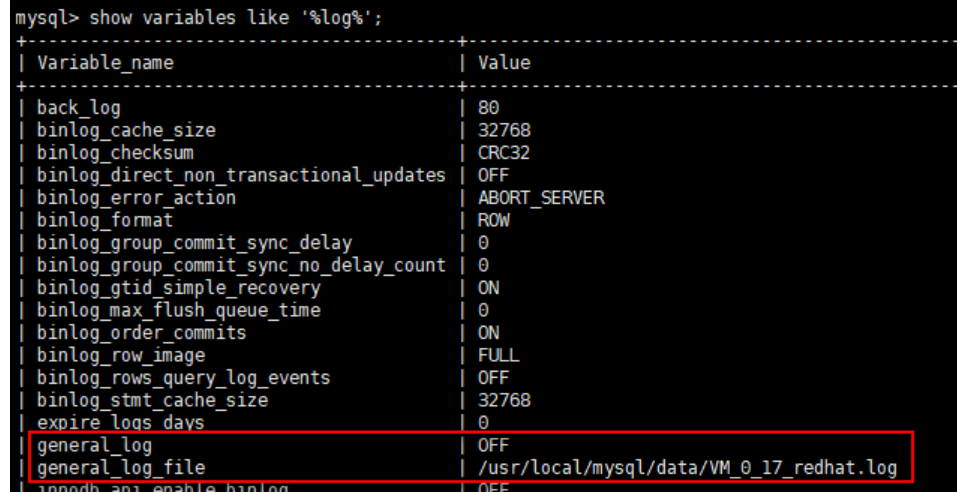 mysql> show variables like '%log%';
+-----------------------------------------+------------------------------------------
| Variable_name | Value
+-----------------------------------------+------------------------------------------
| back_log | 80
| binlog_cache_size | 32768
| binlog_checksum | CRC32
| binlog_direct_non_transactional_updates | OFF
| binlog_error_action | ABORT_SERVER
| binlog_format | ROW
| binlog_group_commit_sync_delay | 0
| binlog_group_commit_sync_no_delay_count | 0
| binlog_gtid_simple_recovery | ON
| binlog_max_flush_queue_time | 0
| binlog_order_commits | ON
| binlog_row_image | FULL
| binlog_rows_query_log_events | OFF
| binlog_stmt_cache_size | 32768
| expire_logs_days | 0
| general_log | OFF
| general_log_file | /usr/local/mysql/data/VM_0_17_redhat.log
| innodb_api_enable_binlog | OFF